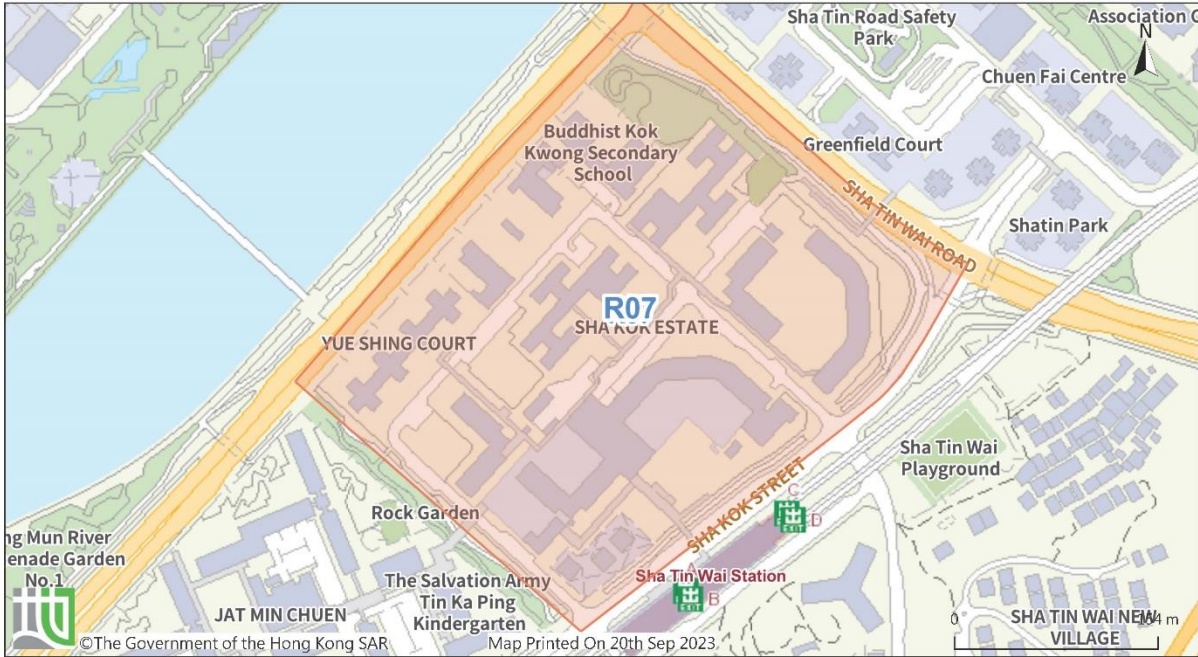 Sha Tin Road Safety
Park
Association C
N
Chuen Fai Centre
Buddhist Kok
Kwong Secondary
School
Greenfield Court
SHA TIN WAI ROAD
Shatin Park
R07
SHA KOK ESTATE
YUE SHING COURT
Sha Tin Wai
Playground
SHA KOK STREET
C
EXIT
D
Rock Garden
ng Mun River
enade Garden
No.1
The Salvation Army
Tin Ka Ping
Kindergarten
A
Sha Tin Wai Station
EXIT
B
JAT MIN CHUEN
SHA TIN WAI NEW
VILLAGE
0
©The Government of the Hong Kong SAR
Map Printed On 20th Sep 2023